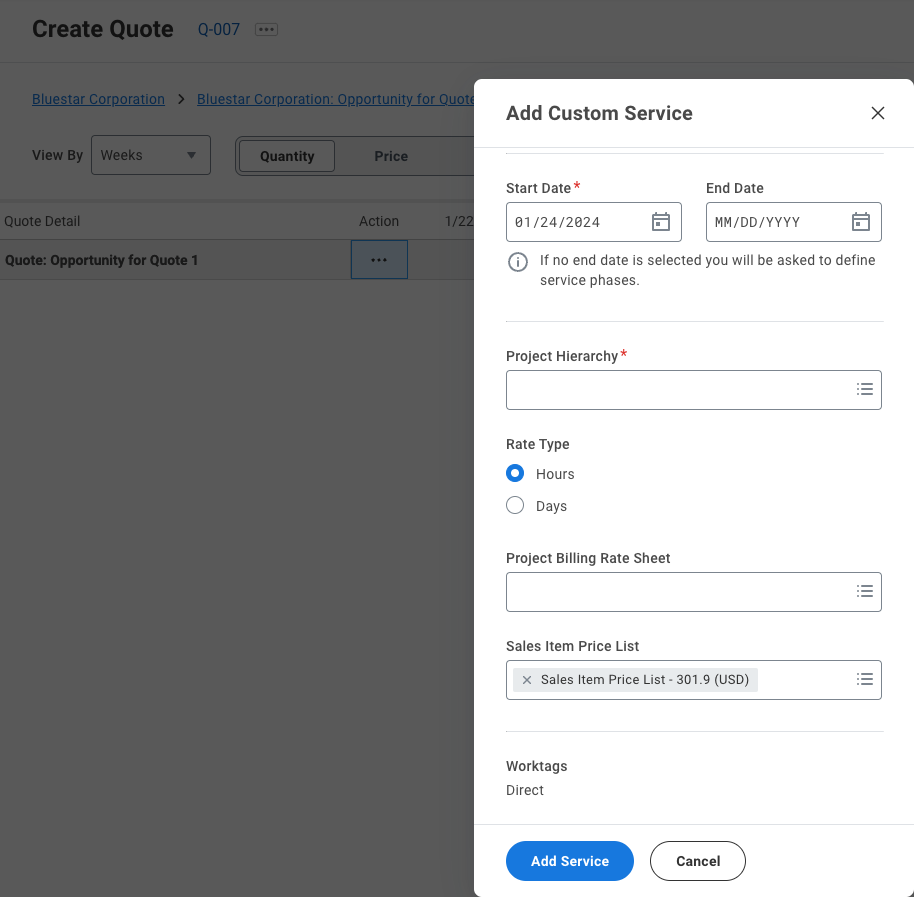 Create Quote Q-007
Bluestar Corporation > Bluestar Corporation: Opportunity for Quote
View By Weeks Quantity Price
Quote Detail Action 1/22
Quote: Opportunity for Quote 1
Add Custom Service
Start Date* End Date
01/24/2024 MM/DD/YYYY
If no end date is selected you will be asked to define
service phases.
Project Hierarchy*
Rate Type
Hours
Days
Project Billing Rate Sheet
Sales Item Price List
Sales Item Price List - 301.9 (USD)
Worktags
Direct
Add Service Cancel